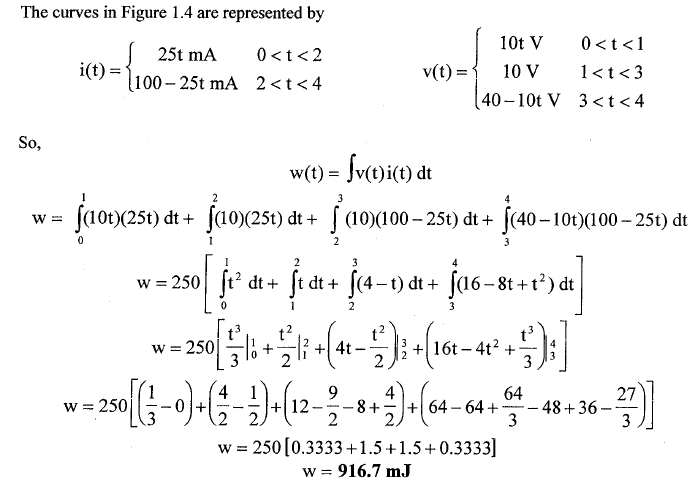 The curves in Figure 1.4 are represented by
i(t) = { 25t mA 0 < t < 2
100 – 25t mA 2 < t < 4
v(t) = { 10t V 0 < t < 1
10 V 1 < t < 3
40 – 10t V 3 < t < 4
So,
w(t) = ∫v(t) i(t) dt
w = ∫₀¹(10t)(25t) dt + ∫₁²(10)(25t) dt + ∫₂³(10)(100 – 25t) dt + ∫₃⁴(40 – 10t)(100 – 25t) dt
w = 250[∫₀¹t² dt + ∫₁²t dt + ∫₂³(4 – t) dt + ∫₃⁴(16 – 8t + t²) dt]
w = 250[t³/3 |₀¹ + t²/2 |₁² + (4t – t²/2)|₂³ + (16t – 4t² + t³/3)|₃⁴]
w = 250[(1/3 – 0) + (4/2 – 1/2) + (12 – 9/2 – 8 + 4/2) + (64 – 64 + 64/3 – 48 + 36 – 27/3)]
w = 250 [0.3333 + 1.5 + 1.5 + 0.3333]
w = 916.7 mJ